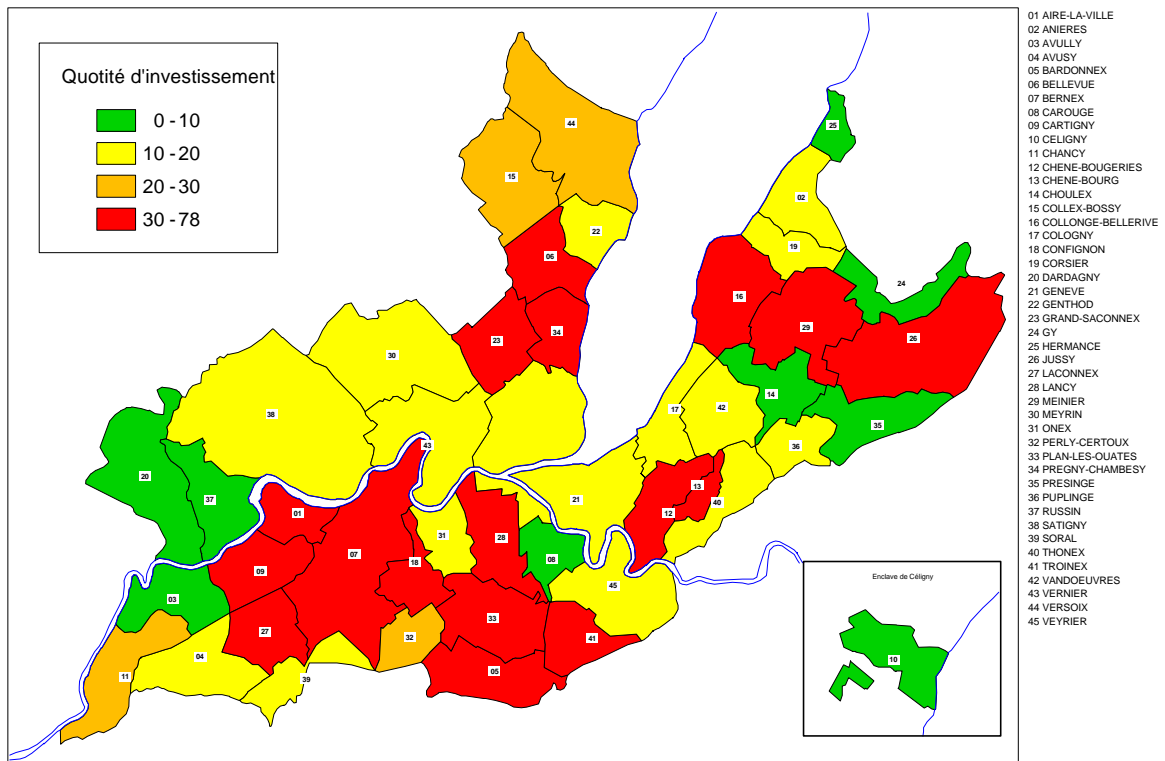 Quotité d'investissement
0 - 10
10 - 20
20 - 30
30 - 78
44
25
15
02
22
19
06
24
16
29
23
34
26
30
14
17
42
38
35
43
36
20
13
37
21
40
01
12
31
28
07
08
18
09
45
03
33
27
32
41
04
05
11
39
Enclave de Céligny
10
01 AIRE-LA-VILLE
02 ANIERES
03 AVULLY
04 AVUSY
05 BARDONNEX
06 BELLEVUE
07 BERNEX
08 CAROUGE
09 CARTIGNY
10 CELIGNY
11 CHANCY
12 CHENE-BOUGERIES
13 CHENE-BOURG
14 CHOULEX
15 COLLEX-BOSSY
16 COLLONGE-BELLERIVE
17 COLOGNY
18 CONFIGNON
19 CORSIER
20 DARDAGNY
21 GENEVE
22 GENTHOD
23 GRAND-SACONNEX
24 GY
25 HERMANCE
26 JUSSY
27 LACONNEX
28 LANCY
29 MEINIER
30 MEYRIN
31 ONEX
32 PERLY-CERTOUX
33 PLAN-LES-OUATES
34 PREGNY-CHAMBESY
35 PRESINGE
36 PUPLINGE
37 RUSSIN
38 SATIGNY
39 SORAL
40 THONEX
41 TROINEX
42 VANDOEUVRES
43 VERNIER
44 VERSOIX
45 VEYRIER